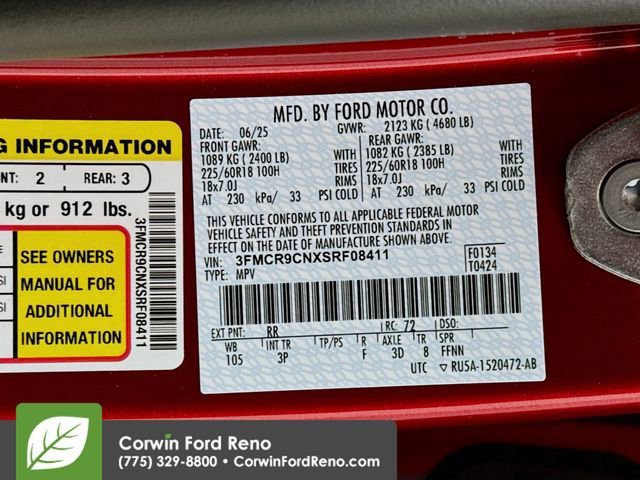 G INFORMATION
NT: 2 REAR: 3
kg or 912 lbs.
SEE OWNERS
MANUAL FOR
ADDITIONAL
INFORMATION
3FMCR9CNXSRF08411
MFD. BY FORD MOTOR CO.
DATE: 06/25 GVWR: 2123 KG ( 4680 LB)
FRONT GAWR: REAR GAWR:
1089 KG ( 2400 LB) WITH 1082 KG ( 2385 LB) WITH
225/60R18 100H TIRES 225/60R18 100H TIRES
18x7.0J RIMS 18x7.0J RIMS
AT 230 kPa/ 33 PSI COLD AT 230 kPa/ 33 PSI COLD
THIS VEHICLE CONFORMS TO ALL APPLICABLE FEDERAL MOTOR
VEHICLE SAFETY AND THEFT PREVENTION STANDARDS IN
EFFECT ON THE DATE OF MANUFACTURE SHOWN ABOVE.
VIN: 3FMCR9CNXSRF08411 F0134
TYPE: MPV T0424
EXT PNT: RR RC: 72 DSO:
WB INT TR TP/PS R AXLE TR SPR
105 3P F 3D 8 FFNN
UTC ▽ RU5A-1520472-AB
Corwin Ford Reno
(775) 329-8800 • CorwinFordReno.com